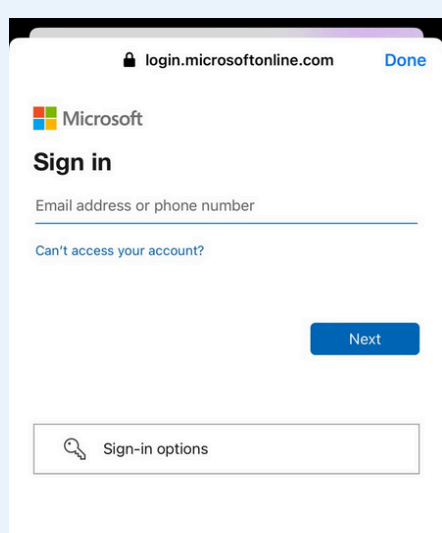 login.microsoftonline.com Done
Microsoft
Sign in
Email address or phone number
Can't access your account?
Next
Sign-in options